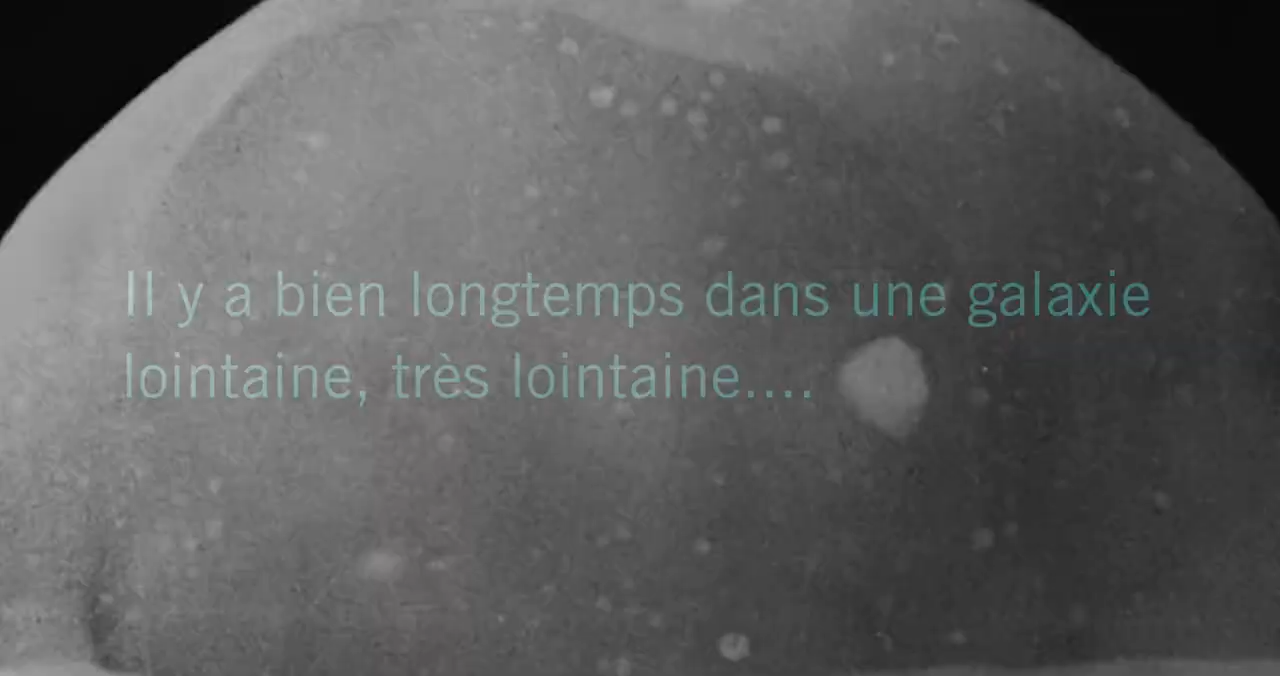 Il y a bien longtemps dans une galaxie
lointaine, très lointaine....